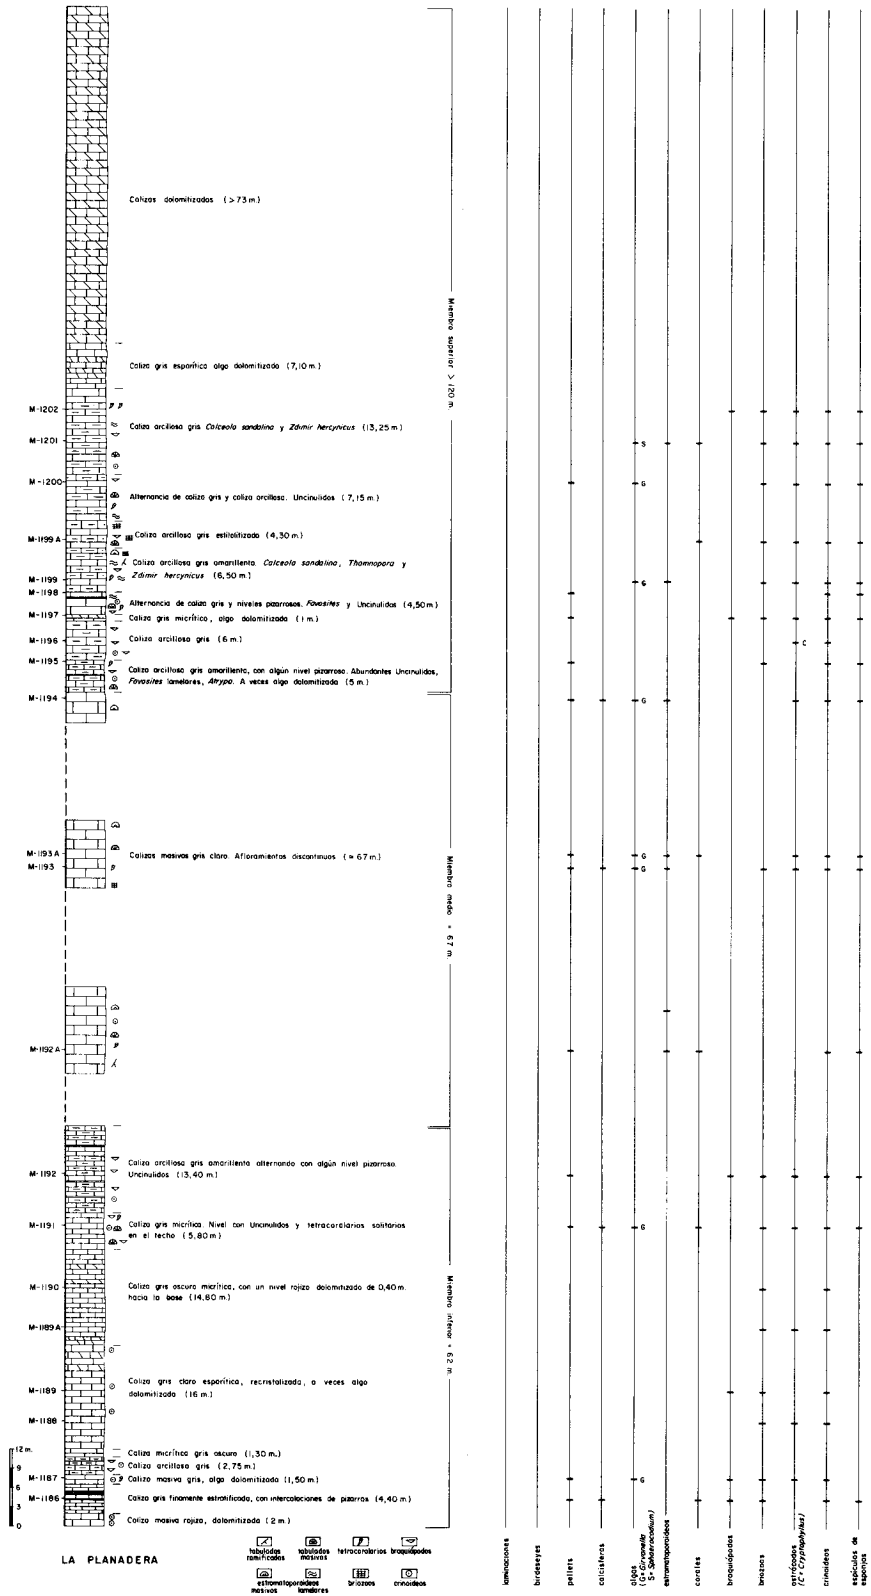 Calizas dolomitizadas (>73 m.)
Miembro superior > 120 m.
Caliza gris esparítica algo dolomitizada (7,10 m.)
M-1202
Caliza arcillosa gris Calceola sandalina y Zdimir hercynicus (13,25 m)
M-1201
S
M-1200
G
Alternancia de caliza gris y caliza arcillosa. Uncinulidos (7,15 m.)
M-1199 A
Caliza arcillosa gris estilolitizada (4,30 m.)
Caliza arcillosa gris amarillenta. Calceola sandalina, Thamnopora y
M-1199
Zdimir hercynicus (6,50 m.)
G
M-1198
Alternancia de caliza gris y niveles pizarrosos. Favosites y Uncinulidos (4,50 m)
M-1197
Caliza gris micrítica, algo dolomitizada (1 m.)
M-1196
Caliza arcillosa gris (6 m.)
C
M-1195
Caliza arcillosa gris amarillenta, con algún nivel pizarroso. Abundantes Uncinulidos,
Favosites lamelares, Atrypa. A veces algo dolomitizada (5 m.)
M-1194
G
M-1193 A
Calizas masivas gris claro. Afloramientos discontinuos (≈ 67 m.)
G
M-1193
G
Miembro medio ≈ 67 m.
M-1192 A
Caliza arcillosa gris amarillenta alternando con algún nivel pizarroso.
M-1192
Uncinulidos (13,40 m.)
M-1191
Caliza gris micrítica. Nivel con Uncinulidos y tetracoralarios solitarios
en el techo (5,80 m)
G
M-1190
Caliza gris oscura micrítica, con un nivel rojizo dolomitizado de 0,40 m.
hacia la base (14,80 m.)
M-1189 A
Miembro inferior ≈ 62 m.
Caliza gris claro esparítica, recristalizada, a veces algo
M-1189
dolomitizada (16 m.)
M-1188
12 m.
9
6
3
0
Caliza micrítica gris oscura (1,30 m.)
Caliza arcillosa gris (2,75 m.)
M-1187
Caliza masiva gris, algo dolomitizada (1,50 m.)
G
M-1186
Caliza gris finamente estratificada, con intercalaciones de pizarras (4,40 m)
Caliza masiva rojiza, dolomitizada (2 m.)
LA PLANADERA
tabulados ramificados
tabulados masivos
tetracoralarios
braquiópodos
estromatoporoideos masivos
estromatoporoideos lamelares
briozoos
crinoideos
laminaciones
birdeseyes
pellets
calcisferas
algas
(G= Girvanella
S= Sphaerocodium)
estromatoporoideos
corales
braquiópodos
briozoos
ostrácodos
(C= Cryptophyllus)
crinoideos
espículas de
esponjas